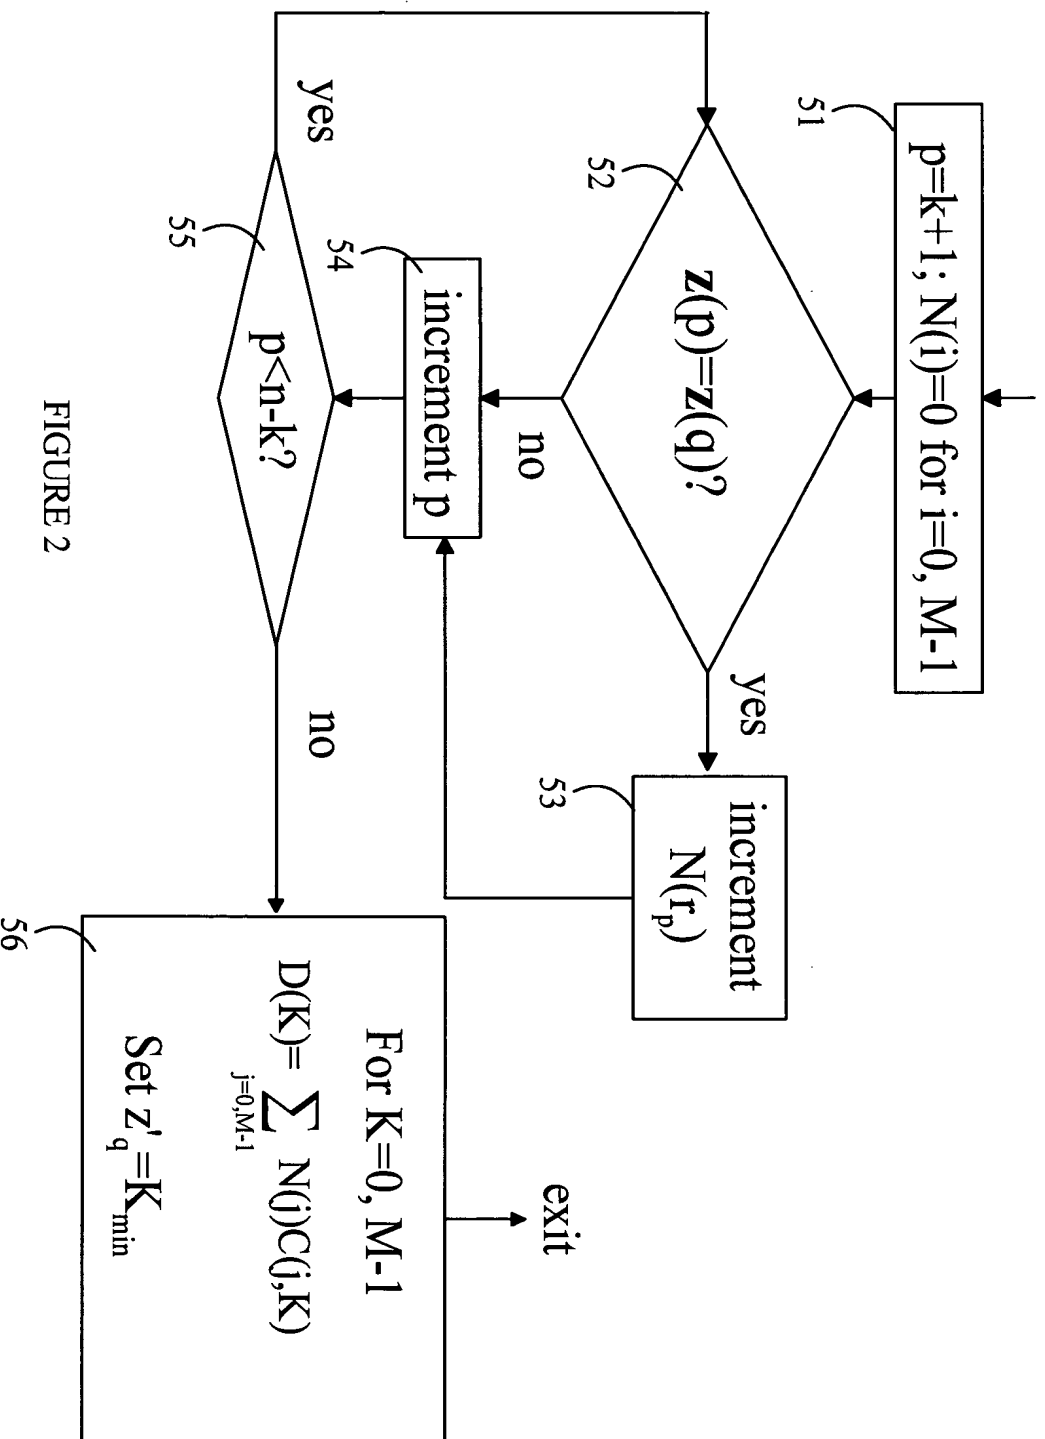 51
p=k+1; N(i)=0 for i=0, M-1
52
z(p)=z(q)?
yes
53
increment
N(r_p)
no
54
increment p
55
p<n-k?
yes
no
56
For K=0, M-1
D(K)= ∑ N(j)C(j,K)
j=0,M-1
Set z'_q=K_min
exit
FIGURE 2